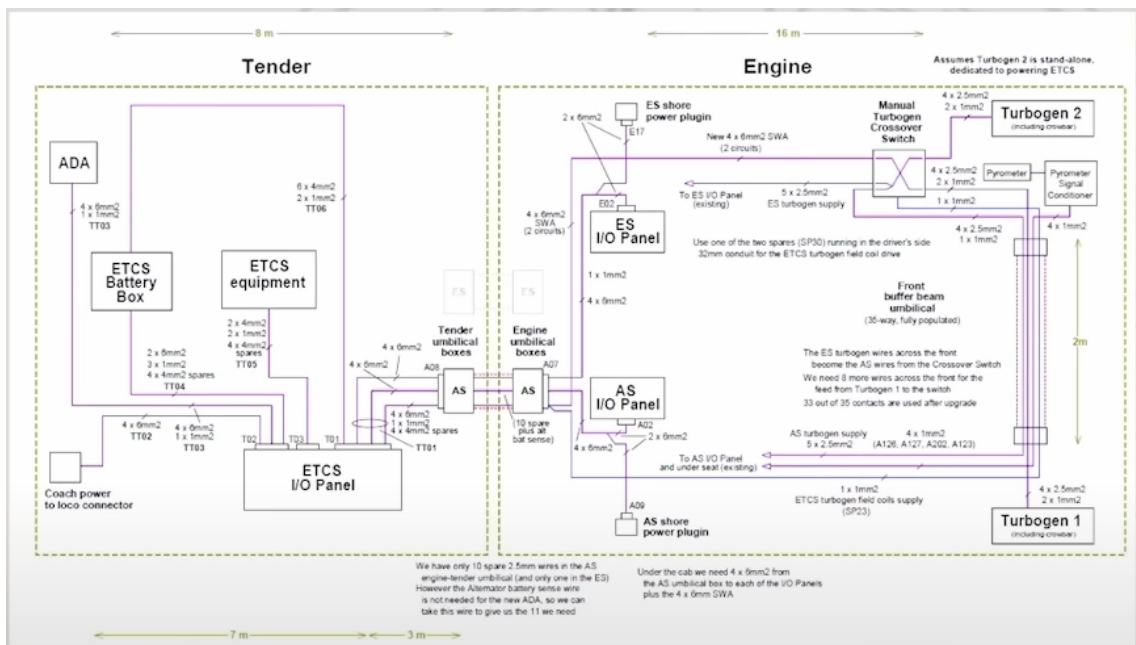 8 m
16 m
Tender
Engine
Assumes Turbogen 2 is stand-alone,
dedicated to powering ETCS
ADA
4 x 6mm2
1 x 1mm2
TT03
6 x 4mm2
2 x 1mm2
TT06
ETCS
Battery
Box
ETCS
equipment
2 x 6mm2
3 x 1mm2
4 x 4mm2 spares
TT04
2 x 4mm2
2 x 1mm2
4 x 4mm2
spares
TT05
4 x 6mm2
TT02
4 x 6mm2
1 x 1mm2
TT03
T02
T03
T01
ETCS
I/O Panel
Coach power
to loco connector
4 x 6mm2
4 x 6mm2
4 x 6mm2
1 x 1mm2
4 x 4mm2 spares
TT01
ES
ES
Tender
umbilical
boxes
Engine
umbilical
boxes
A08
A07
AS
AS
(10 spare
plus alt
bat sense)
ES shore
power plugin
2 x 6mm2
E17
New 4 x 6mm2 SWA
(2 circuits)
4 x 6mm2
SWA
(2 circuits)
E02
ES
I/O Panel
To ES I/O Panel
(existing)
5 x 2.5mm2
ES turbogen supply
Manual
Turbogen
Crossover
Switch
4 x 2.5mm2
2 x 1mm2
Turbogen 2
(including crowbar)
4 x 2.5mm2
2 x 1mm2
Pyrometer
Pyrometer
Signal
Conditioner
1 x 1mm2
4 x 2.5mm2
1 x 1mm2
4 x 1mm2
Use one of the two spares (SP30) running in the driver's side
32mm conduit for the ETCS turbogen field coil drive
1 x 1mm2
4 x 6mm2
Front
buffer beam
umbilical
(35-way, fully populated)
2m
The ES turbogen wires across the front
become the AS wires from the Crossover Switch
We need 8 more wires across the front for the
feed from Turbogen 1 to the switch
33 out of 35 contacts are used after upgrade
AS
I/O Panel
A02
4 x 6mm2
2 x 6mm2
AS turbogen supply
5 x 2.5mm2
4 x 1mm2
(A126, A127, A202, A123)
To AS I/O Panel
and under seat (existing)
1 x 1mm2
ETCS turbogen field coils supply
(SP23)
A09
AS shore
power plugin
4 x 2.5mm2
2 x 1mm2
Turbogen 1
(including crowbar)
We have only 10 spare 2.5mm wires in the AS
engine-tender umbilical (and only one in the ES)
However the Alternator battery sense wire
is not needed for the new ADA, so we can
take this wire to give us the 11 we need
Under the cab we need 4 x 6mm2 from
the AS umbilical box to each of the I/O Panels
plus the 4 x 6mm SWA
7 m
3 m